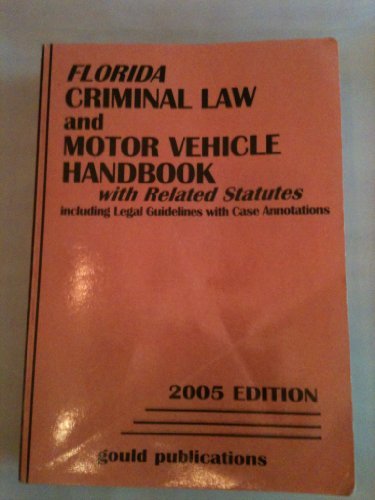 FLORIDA
CRIMINAL LAW
and
MOTOR VEHICLE
HANDBOOK
with Related Statutes
including Legal Guidelines with Case Annotations
2005 EDITION
gould publications